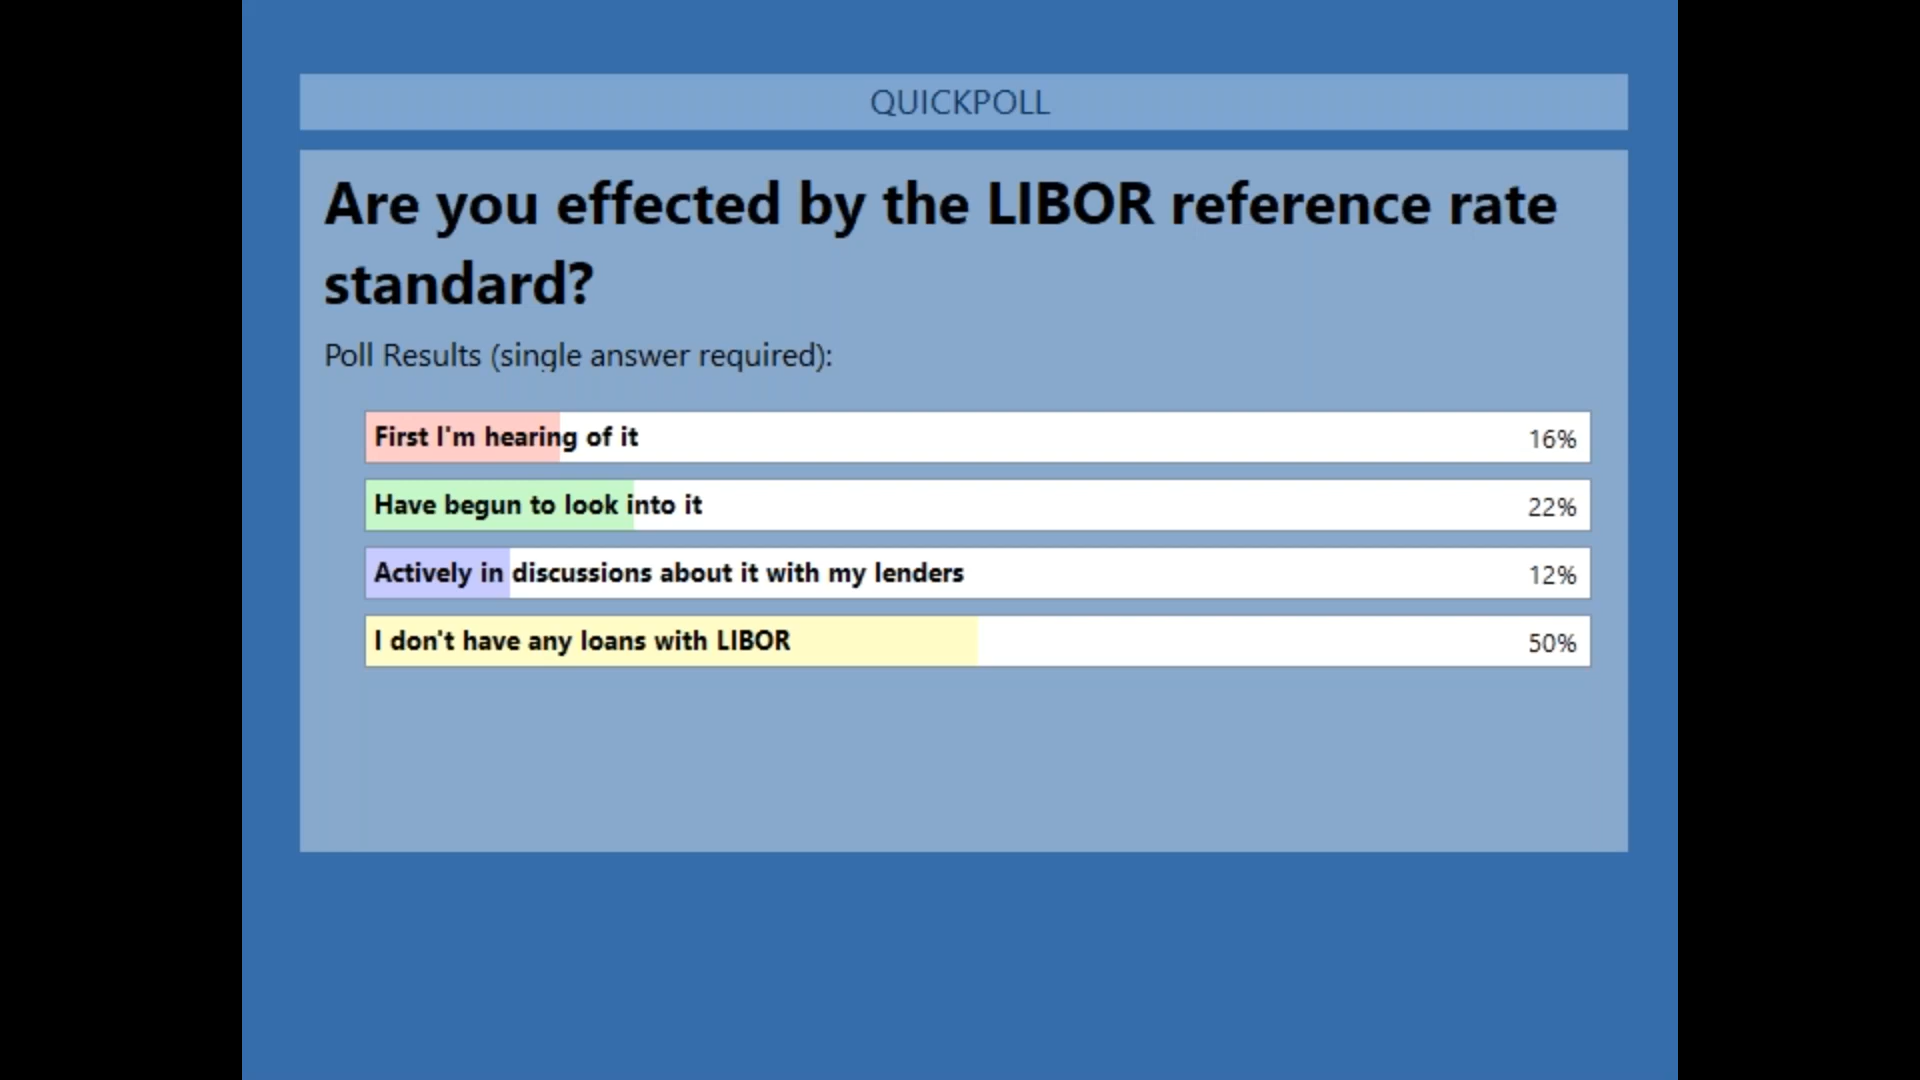 QUICKPOLL
Are you effected by the LIBOR reference rate
standard?
Poll Results (single answer required):
First I'm hearing of it 16%
Have begun to look into it 22%
Actively in discussions about it with my lenders 12%
I don't have any loans with LIBOR 50%